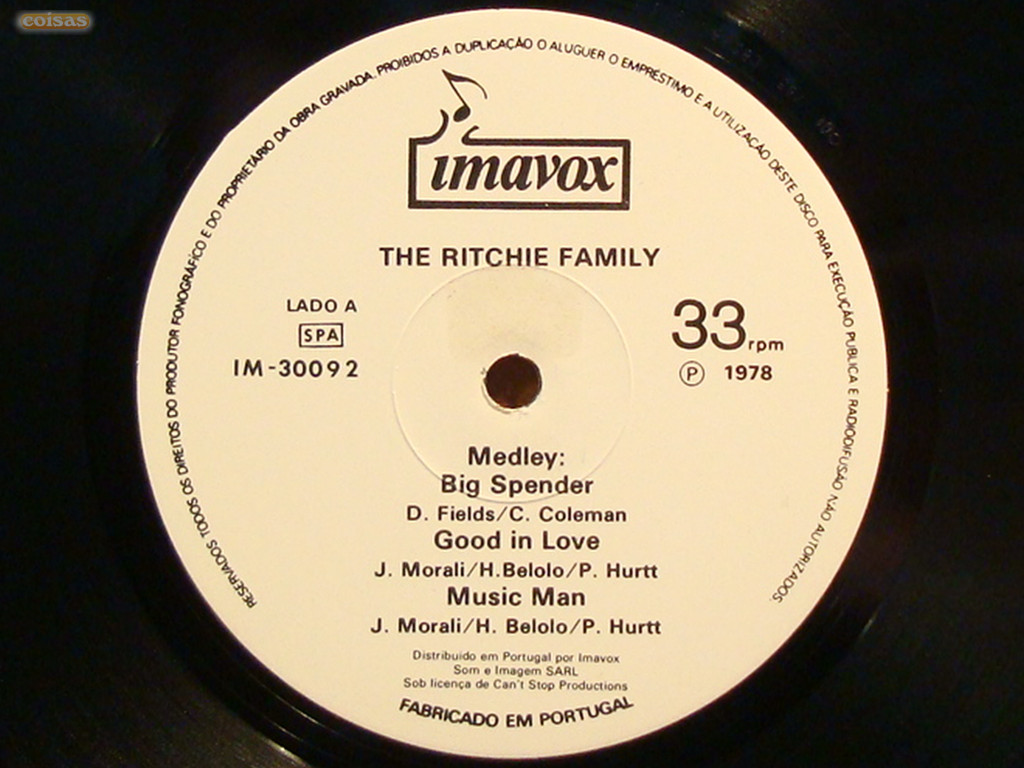 coisas
RESERVADOS TODOS OS DIREITOS DO PRODUTOR FONOGRÁFICO E DO PROPRIETÁRIO DA OBRA GRAVADA. PROIBIDOS A DUPLICAÇÃO O ALUGUER O EMPRÉSTIMO E A UTILIZAÇÃO DESTE DISCO PARA EXECUÇÃO PUBLICA E RADIODIFUSÃO NÃO AUTORIZADOS.
imavox
THE RITCHIE FAMILY
LADO A
SPA
IM-30092
33 rpm
Ⓟ 1978
Medley:
Big Spender
D. Fields/C. Coleman
Good in Love
J. Morali/H.Belolo/P. Hurtt
Music Man
J. Morali/H. Belolo/P. Hurtt
Distribuido em Portugal por Imavox
Som e Imagem SARL
Sob licença de Can't Stop Productions
FABRICADO EM PORTUGAL